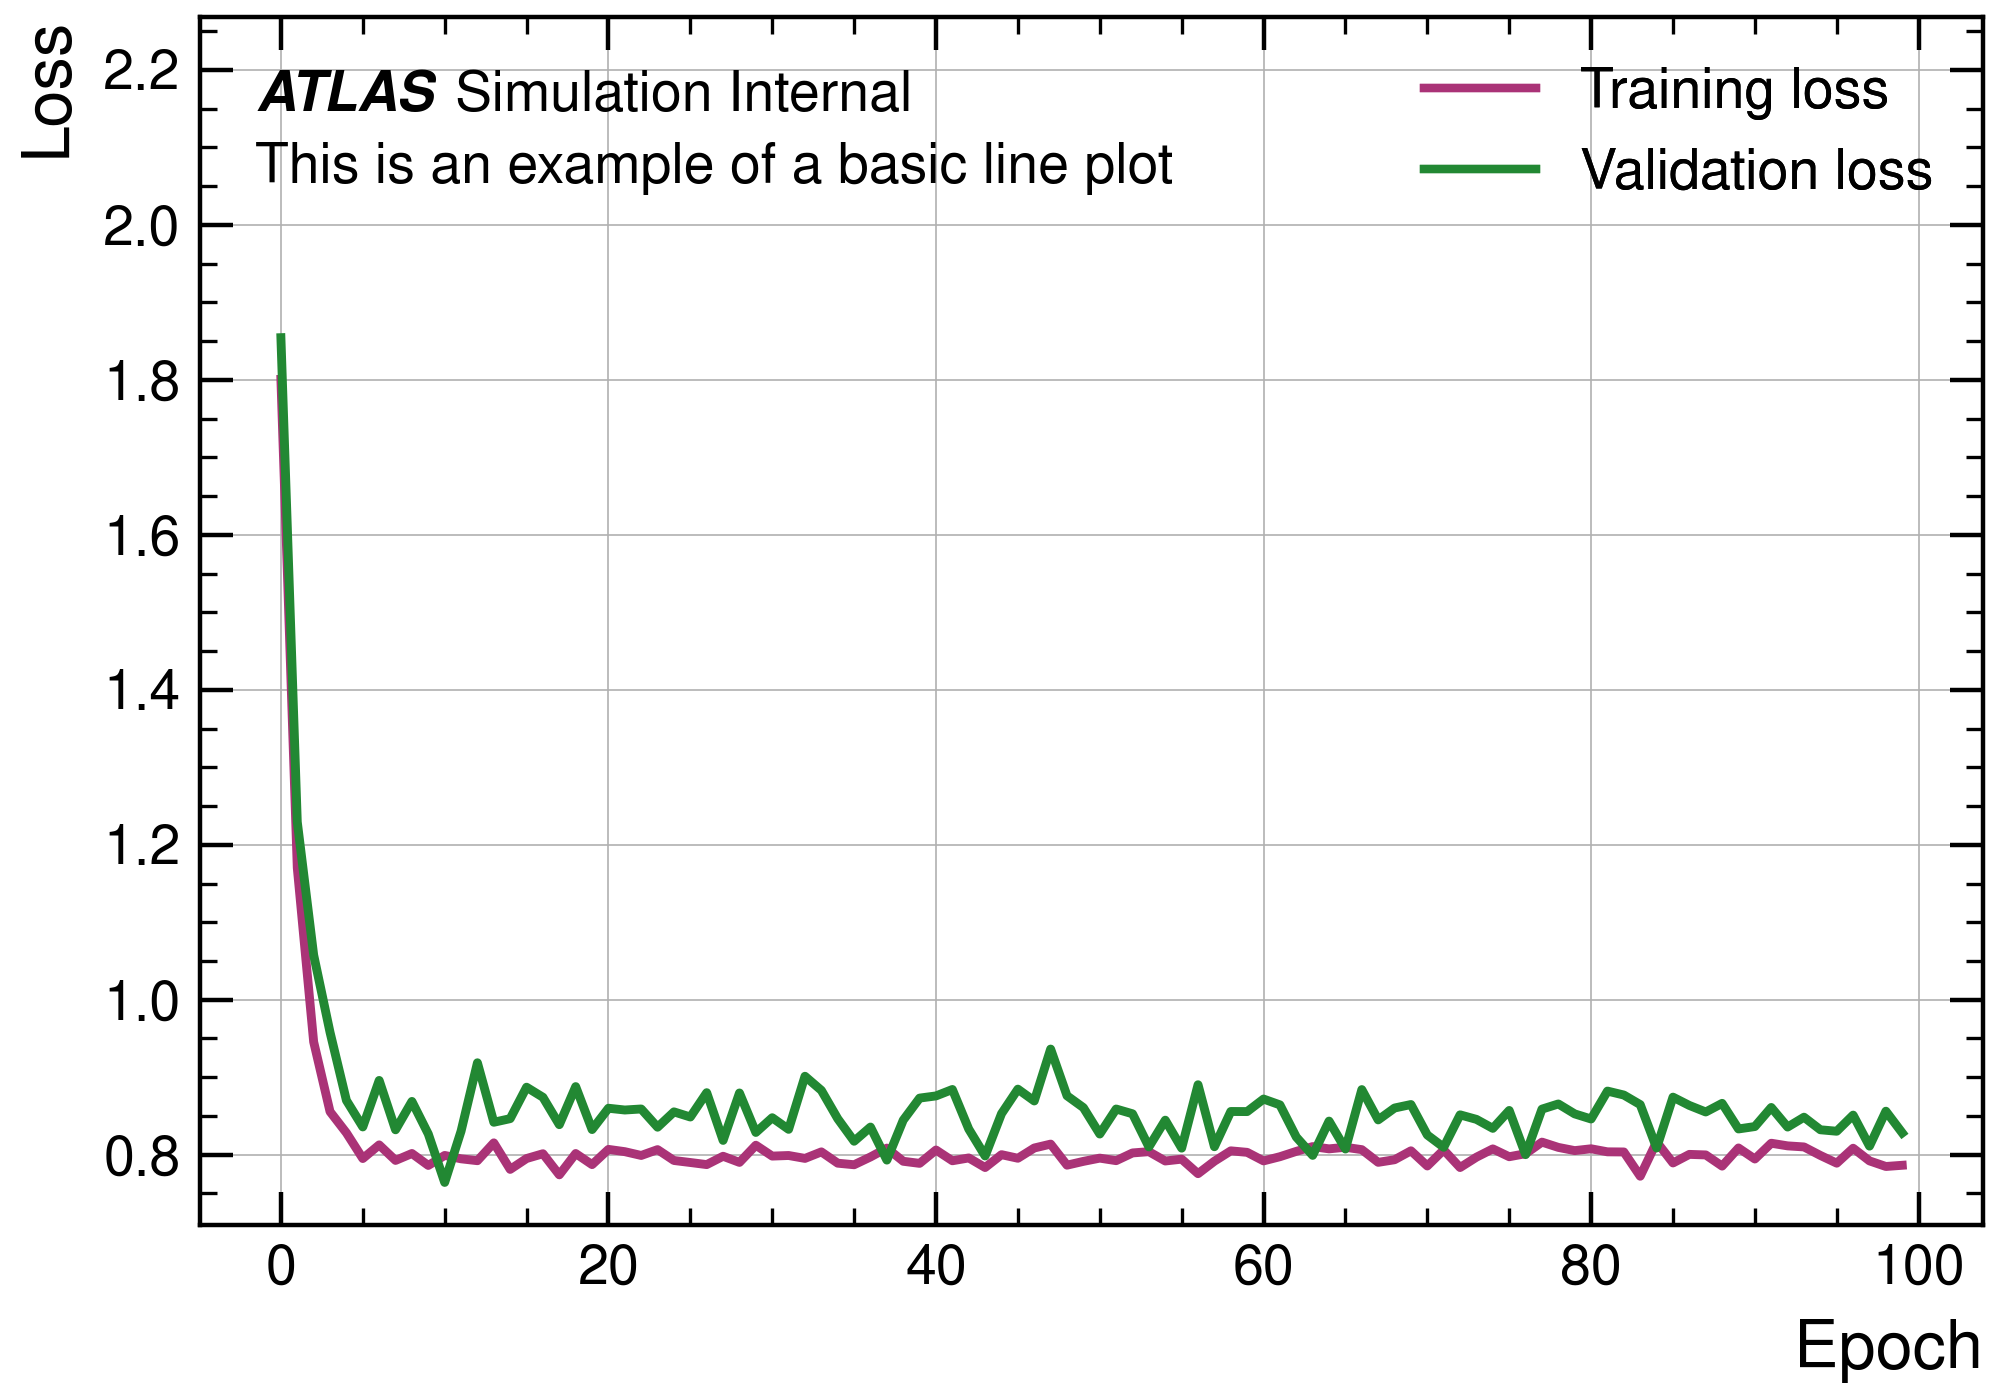 Loss
2.2
2.0
1.8
1.6
1.4
1.2
1.0
0.8
ATLAS Simulation Internal
This is an example of a basic line plot
Training loss
Validation loss
0 20 40 60 80 100
Epoch